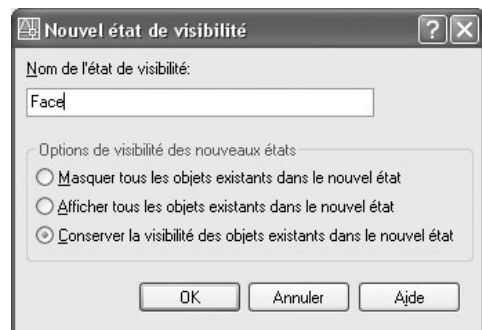 Nouvel état de visibilité
Nom de l'état de visibilité:
Face
Options de visibilité des nouveaux états
Masquer tous les objets existants dans le nouvel état
Afficher tous les objets existants dans le nouvel état
Conserver la visibilité des objets existants dans le nouvel état
OK Annuler Aide